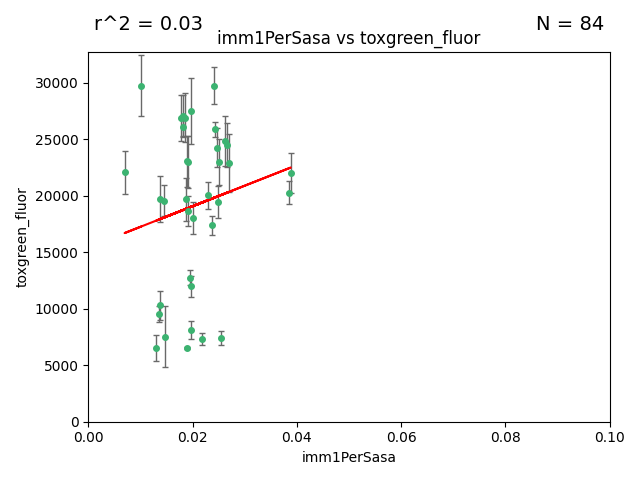 r^2 = 0.03
N = 84
imm1PerSasa vs toxgreen_fluor
30000
25000
20000
15000
10000
5000
0
toxgreen_fluor
0.00 0.02 0.04 0.06 0.08 0.10
imm1PerSasa